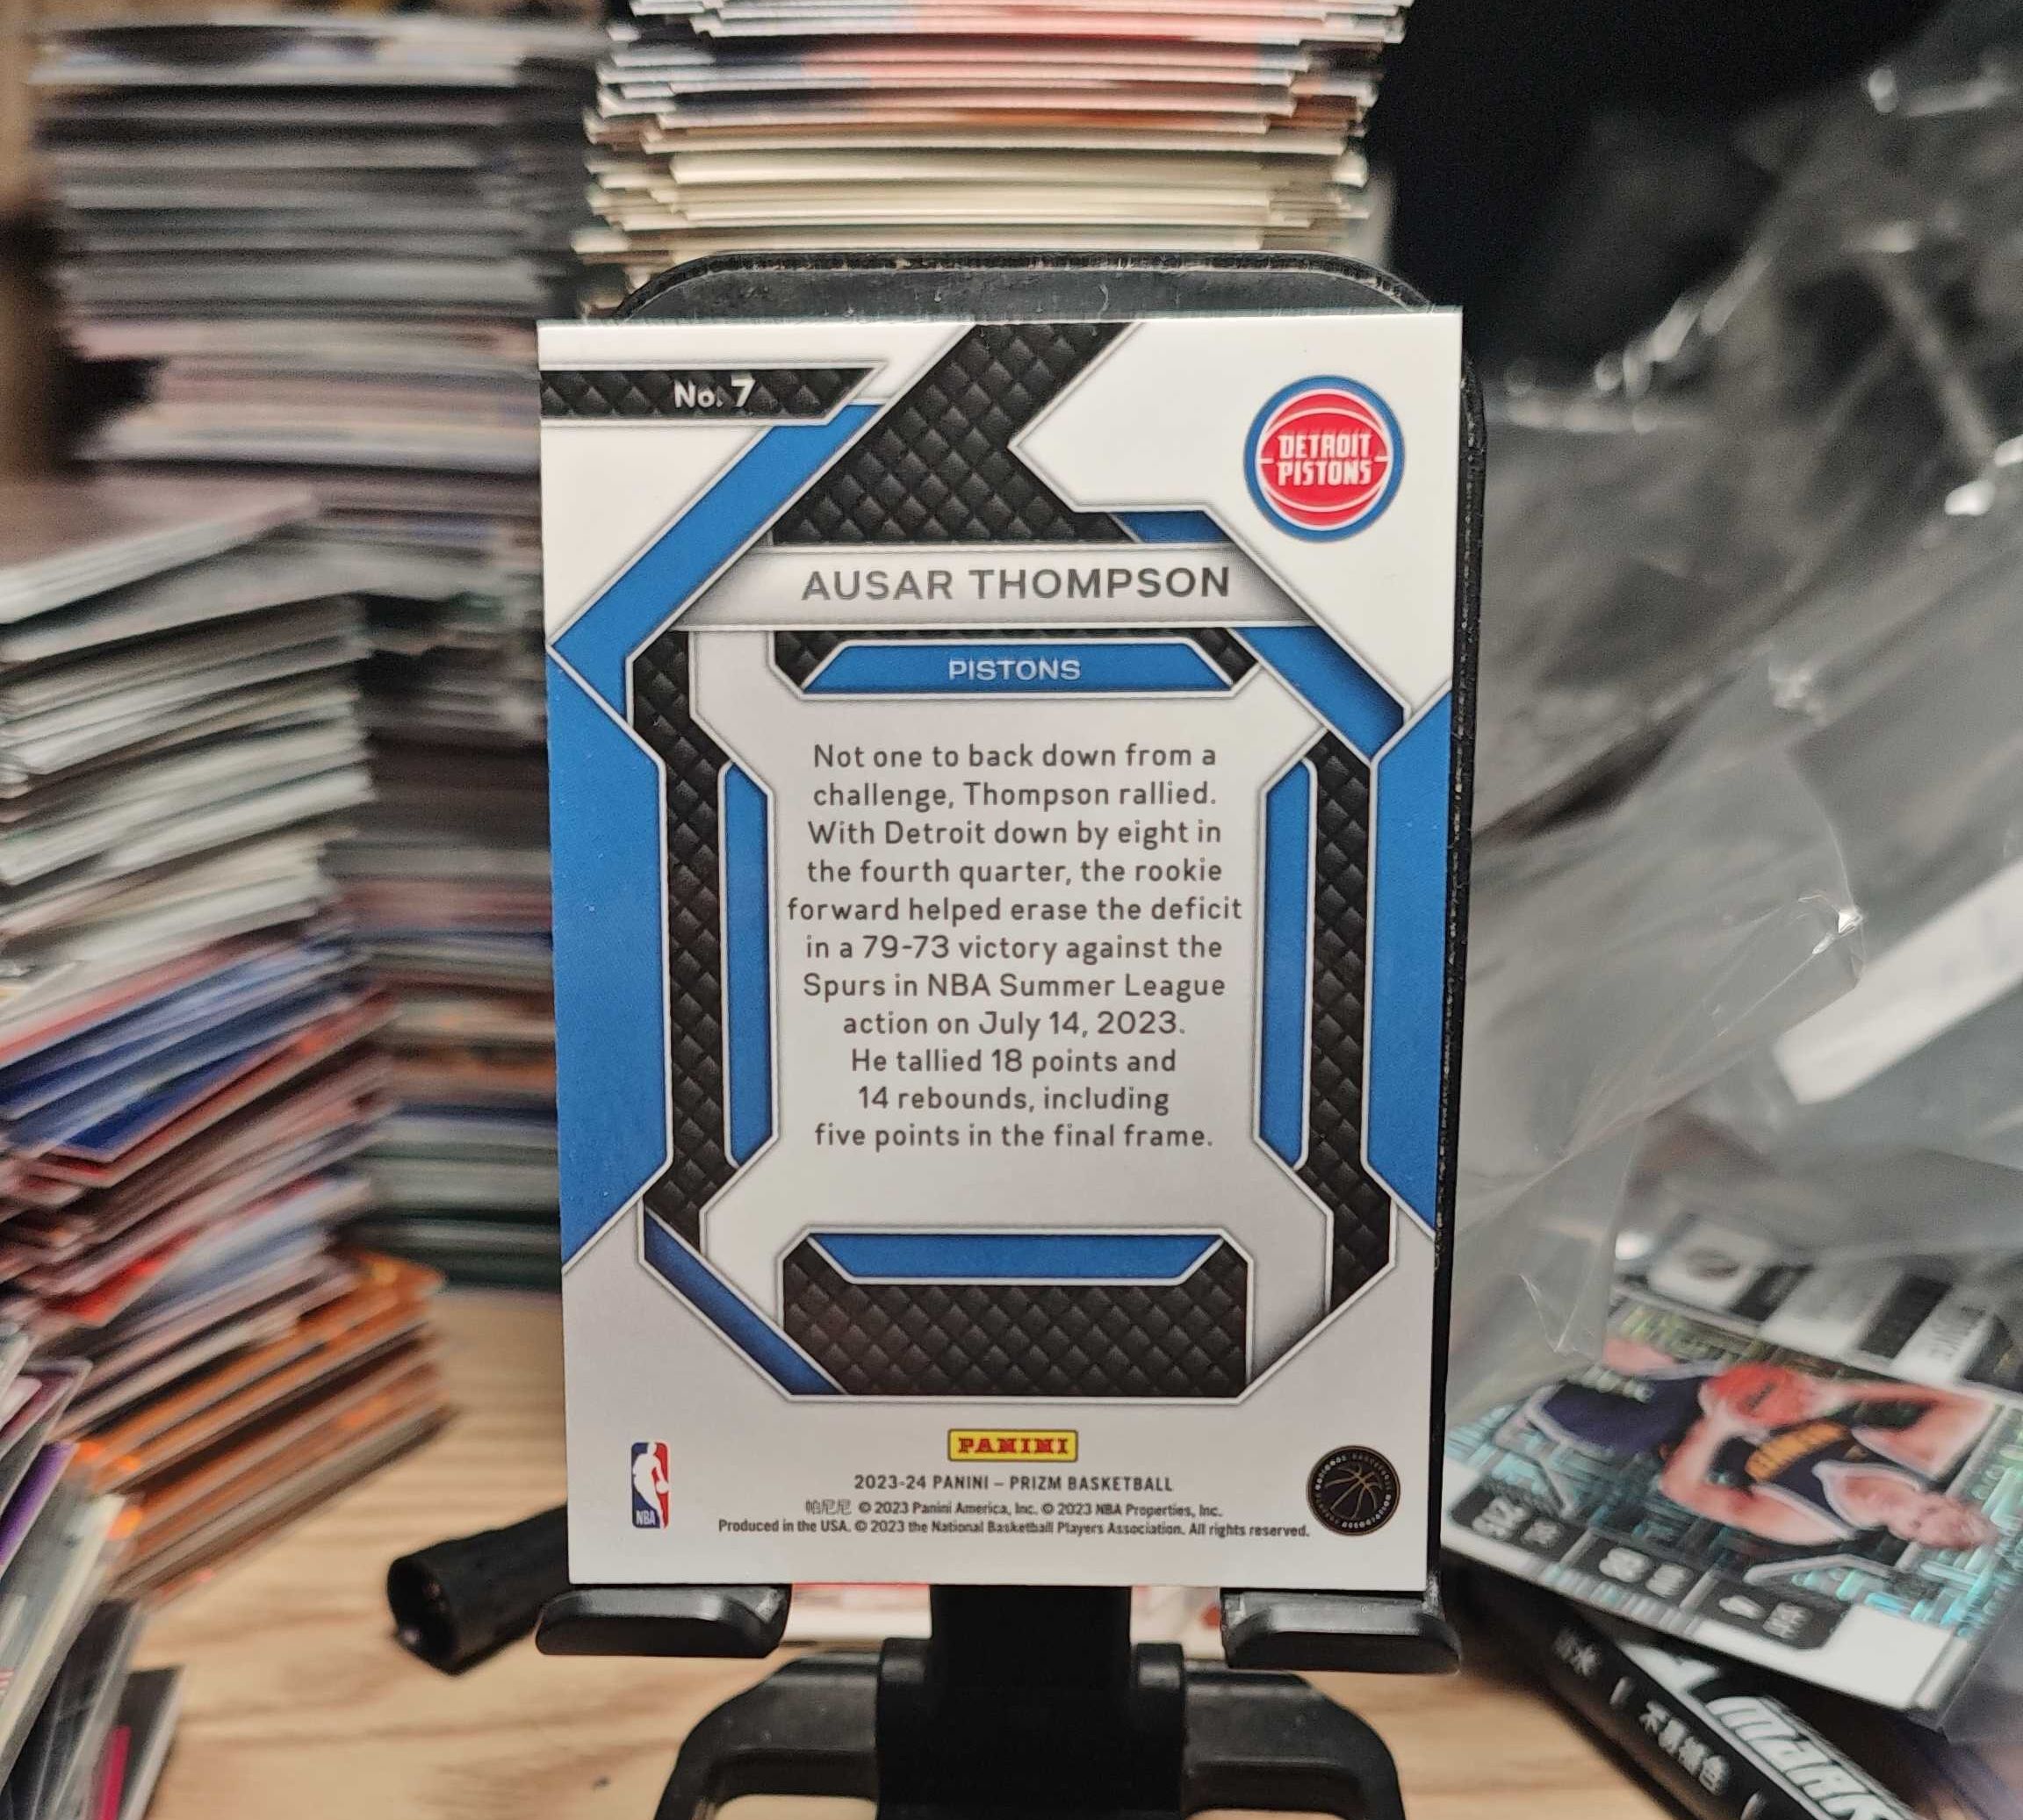 No. 7
DETROIT
PISTONS
AUSAR THOMPSON
PISTONS
Not one to back down from a
challenge, Thompson rallied.
With Detroit down by eight in
the fourth quarter, the rookie
forward helped erase the deficit
in a 79-73 victory against the
Spurs in NBA Summer League
action on July 14, 2023.
He tallied 18 points and
14 rebounds, including
five points in the final frame.
PANINI
2023-24 PANINI – PRIZM BASKETBALL
帕尼尼 © 2023 Panini America, Inc. © 2023 NBA Properties, Inc.
Produced in the USA. © 2023 the National Basketball Players Association. All rights reserved.
NBA